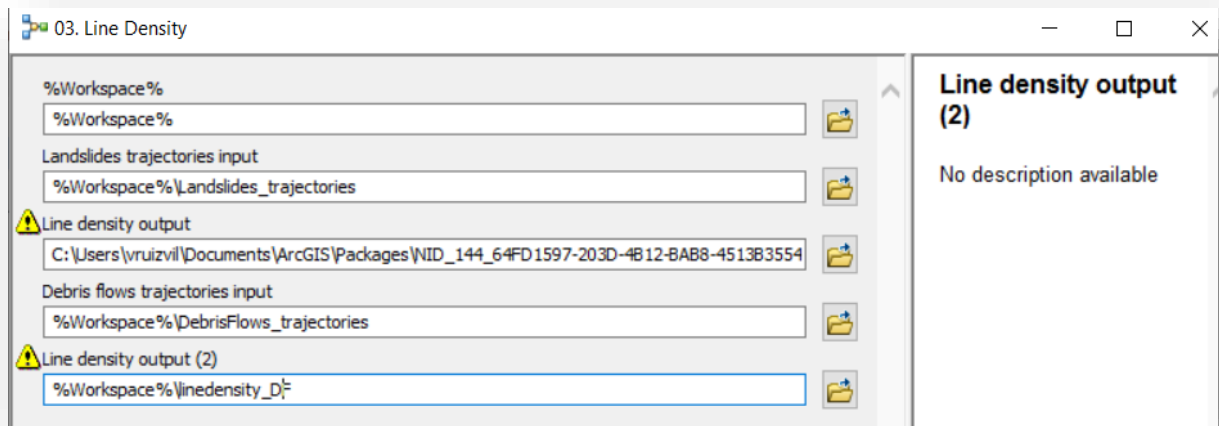 03. Line Density
%Workspace%
%Workspace%
Landslides trajectories input
%Workspace%\Landslides_trajectories
Line density output
C:\Users\vruizvil\Documents\ArcGIS\Packages\NID_144_64FD1597-203D-4B12-BAB8-4513B3554
Debris flows trajectories input
%Workspace%\DebrisFlows_trajectories
Line density output (2)
%Workspace%\linedensity_DF
Line density output
(2)
No description available